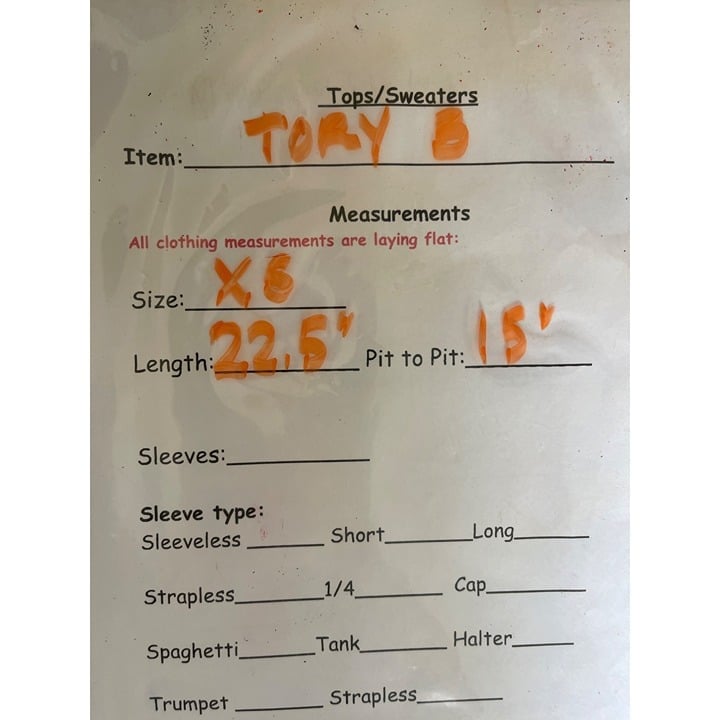 Tops/Sweaters
Item: TORY B
Measurements
All clothing measurements are laying flat:
Size: XS
Length: 22.5" Pit to Pit: 15"
Sleeves:
Sleeve type:
Sleeveless Short Long
Strapless 1/4 Cap
Spaghetti Tank Halter
Trumpet Strapless